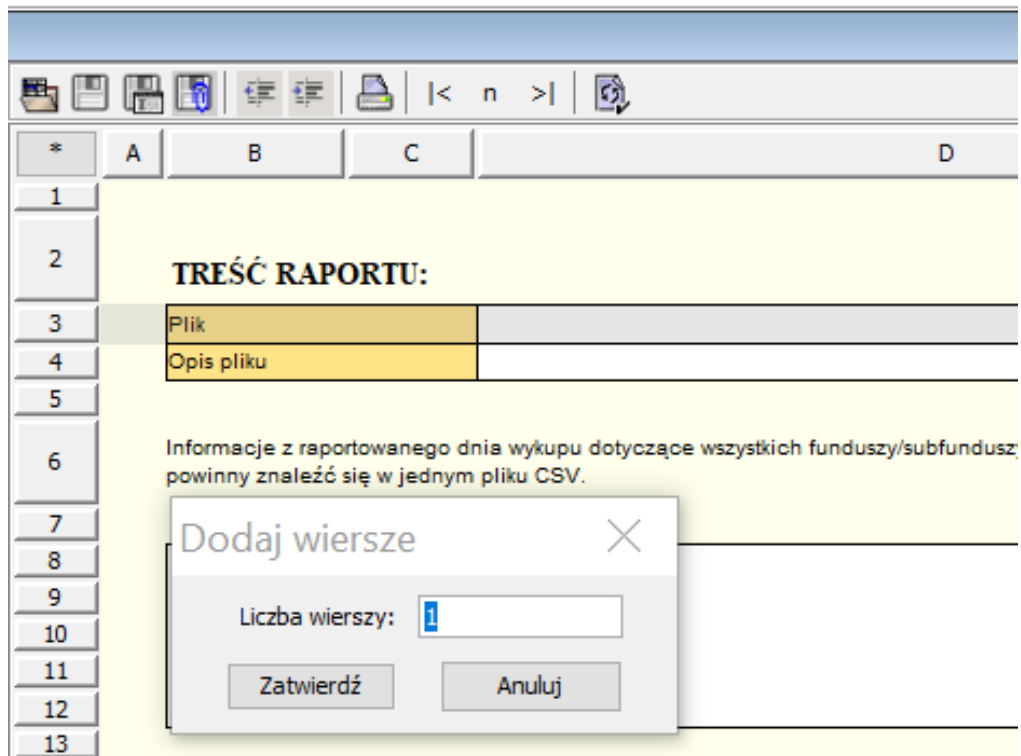 |< n >|
* A B C D
1
2 TREŚĆ RAPORTU:
3 Plik
4 Opis pliku
5
6 Informacje z raportowanego dnia wykupu dotyczące wszystkich funduszy/subfundusz
powinny znaleźć się w jednym pliku CSV.
7
Dodaj wiersze
8
9
Liczba wierszy: 1
10
11
Zatwierdź Anuluj
12
13